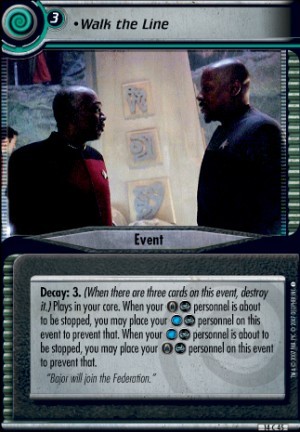 3
•Walk the Line
Event
Decay: 3. (When there are three cards on this event, destroy
it.) Plays in your core. When your personnel is about
to be stopped, you may place your personnel on this
event to prevent that. When your personnel is about to
be stopped, you may place your personnel on this event
to prevent that.
"Bajor will join the Federation."
14 C 45